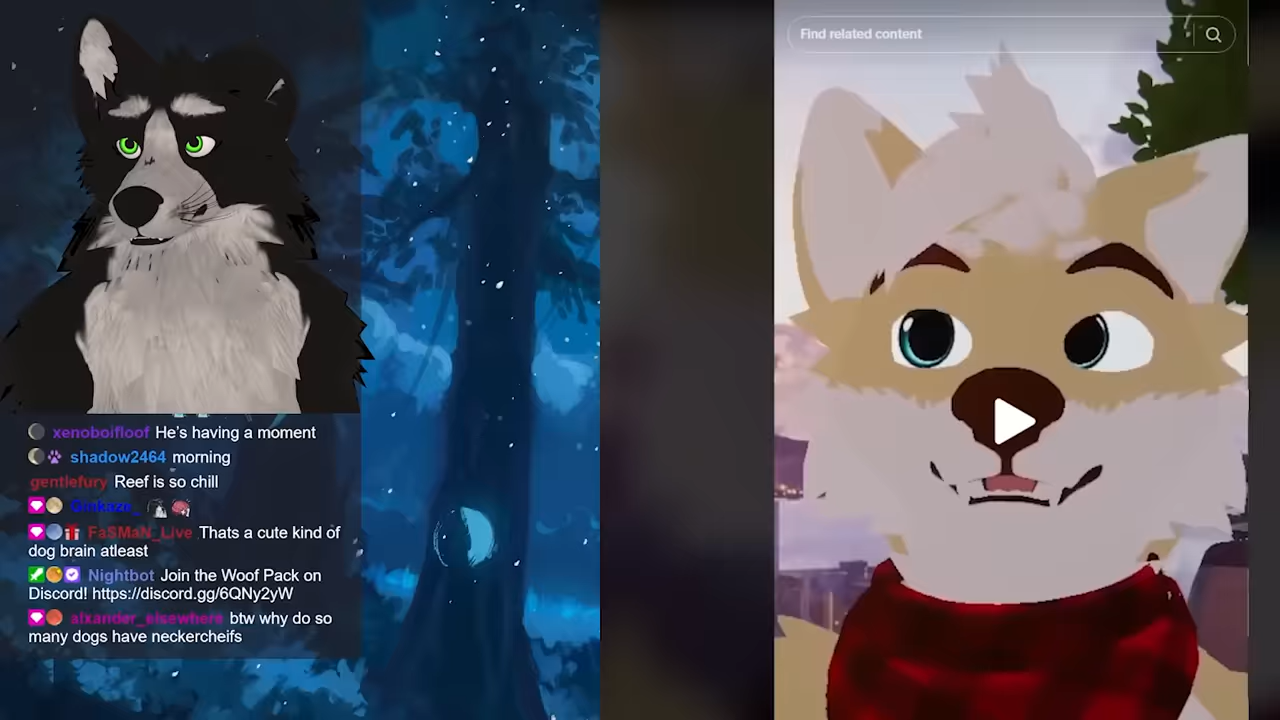 xenoboifloof He's having a moment
shadow2464 morning
gentlefury Reef is so chill
Ginkaze_
FaSMaN_Live Thats a cute kind of
dog brain atleast
Nightbot Join the Woof Pack on
Discord! https://discord.gg/6QNy2yW
alxander_elsewhere btw why do so
many dogs have neckercheifs
Find related content